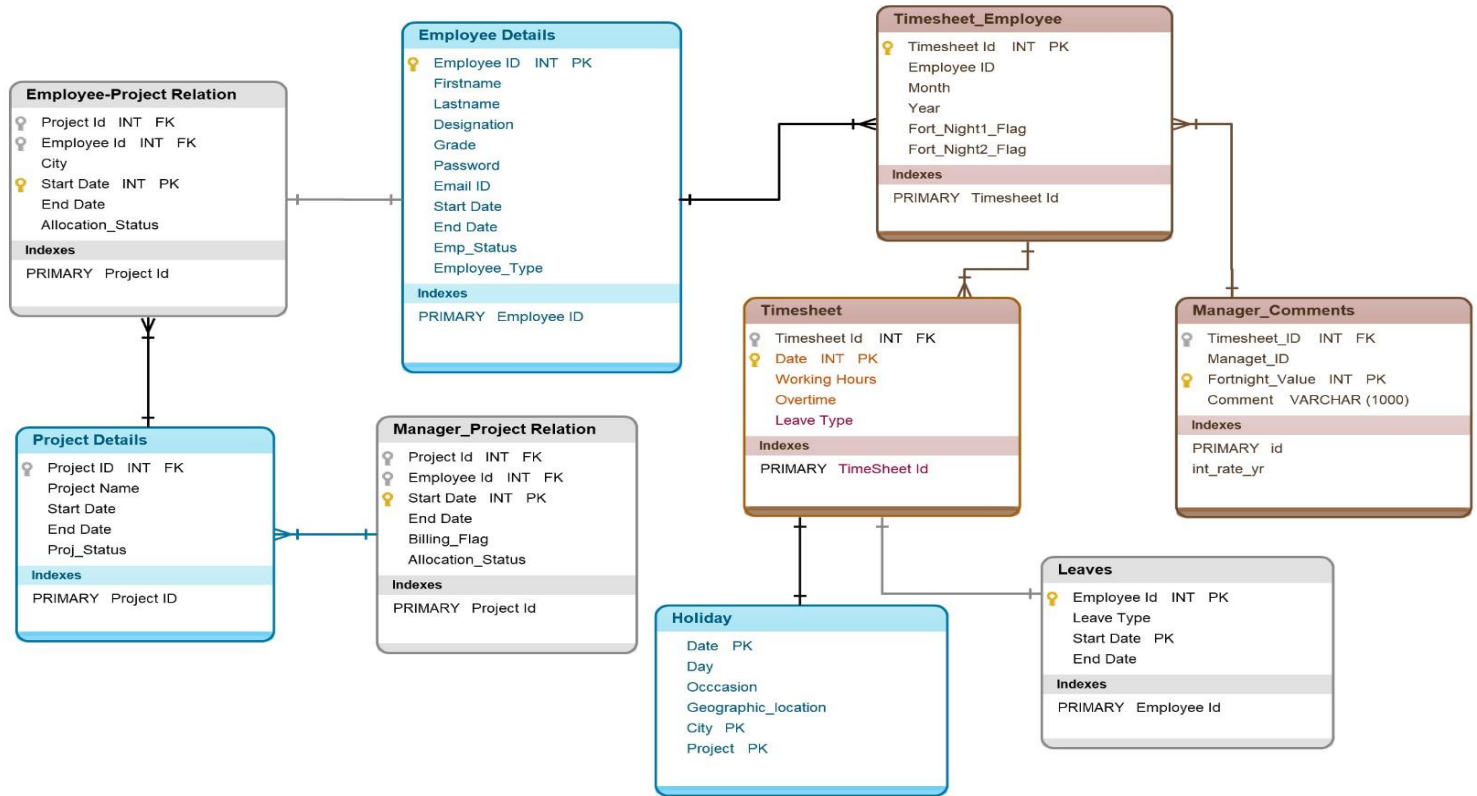 Employee-Project Relation
Project Id INT FK
Employee Id INT FK
City
Start Date INT PK
End Date
Allocation_Status
Indexes
PRIMARY Project Id
Employee Details
Employee ID INT PK
Firstname
Lastname
Designation
Grade
Password
Email ID
Start Date
End Date
Emp_Status
Employee_Type
Indexes
PRIMARY Employee ID
Timesheet_Employee
Timesheet Id INT PK
Employee ID
Month
Year
Fort_Night1_Flag
Fort_Night2_Flag
Indexes
PRIMARY Timesheet Id
Project Details
Project ID INT FK
Project Name
Start Date
End Date
Proj_Status
Indexes
PRIMARY Project ID
Manager_Project Relation
Project Id INT FK
Employee Id INT FK
Start Date INT PK
End Date
Billing_Flag
Allocation_Status
Indexes
PRIMARY Project Id
Timesheet
Timesheet Id INT FK
Date INT PK
Working Hours
Overtime
Leave Type
Indexes
PRIMARY TimeSheet Id
Manager_Comments
Timesheet_ID INT FK
Managet_ID
Fortnight_Value INT PK
Comment VARCHAR (1000)
Indexes
PRIMARY id
int_rate_yr
Holiday
Date PK
Day
Occcasion
Geographic_location
City PK
Project PK
Leaves
Employee Id INT PK
Leave Type
Start Date PK
End Date
Indexes
PRIMARY Employee Id